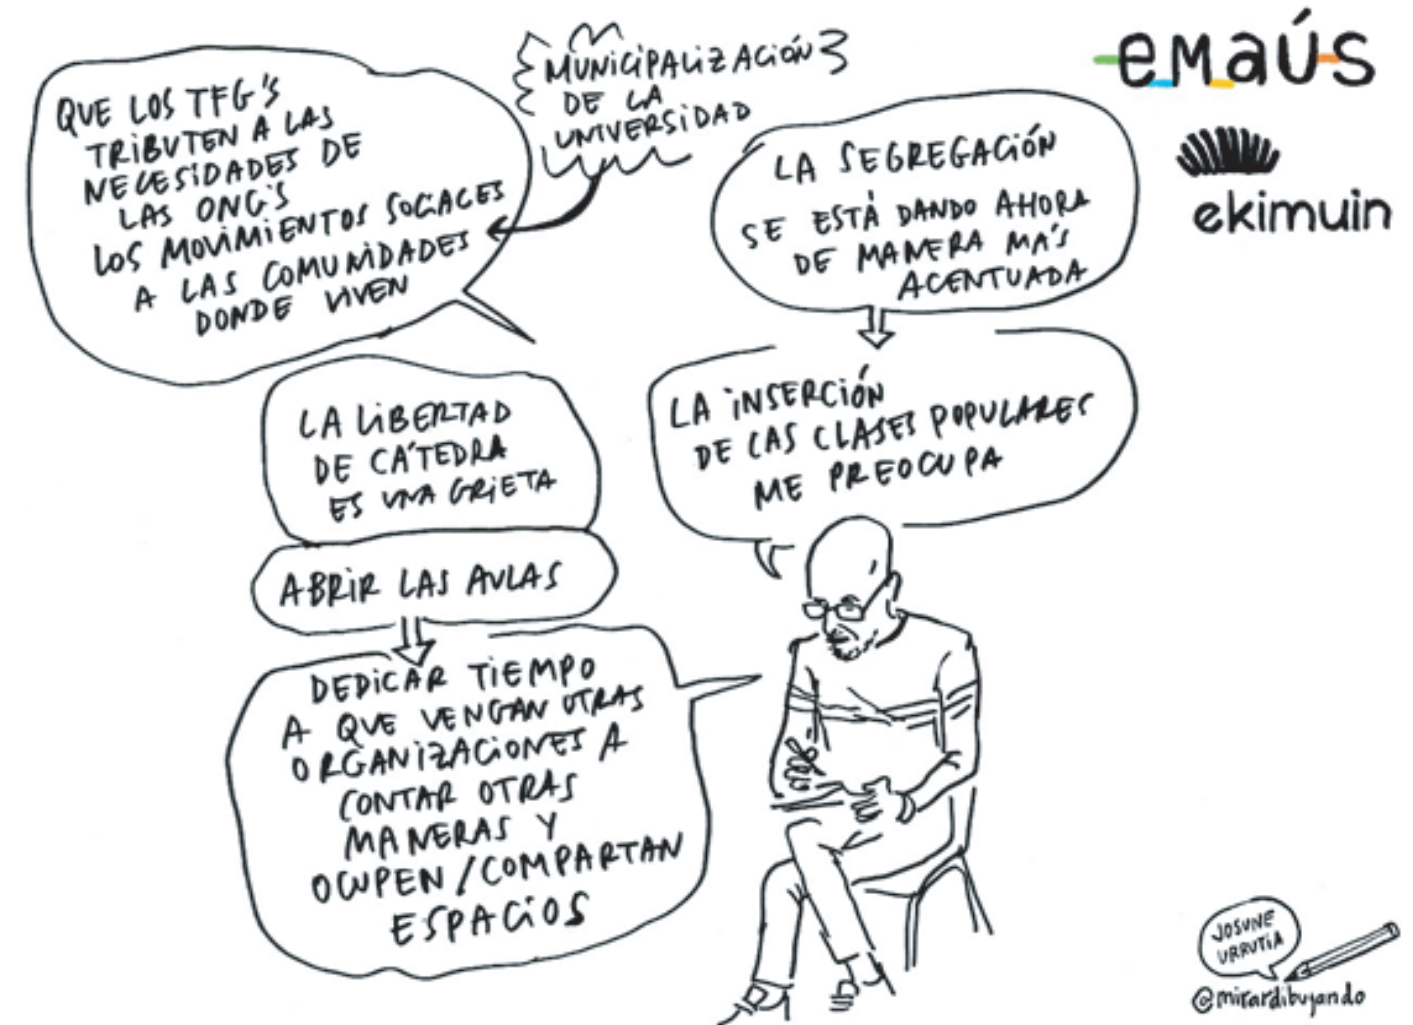 QUE LOS TFG'S
TRIBUTEN A LAS
NECESIDADES DE
LAS ONG'S
LOS MOVIMIENTOS SOCIALES
A LAS COMUNIDADES
DONDE VIVEN
MUNICIPALIZACIÓN
DE LA
UNIVERSIDAD
LA SEGREGACIÓN
SE ESTÁ DANDO AHORA
DE MANERA MÁS
ACENTUADA
emaús
ekimuin
LA LIBERTAD
DE CÁTEDRA
ES UNA GRIETA
LA INSERCIÓN
DE LAS CLASES POPULARES
ME PREOCUPA
ABRIR LAS AULAS
DEDICAR TIEMPO
A QUE VENGAN OTRAS
ORGANIZACIONES A
CONTAR OTRAS
MANERAS Y
OCUPEN/COMPARTAN
ESPACIOS
JOSUNE
URRUTIA
@mirardibujando